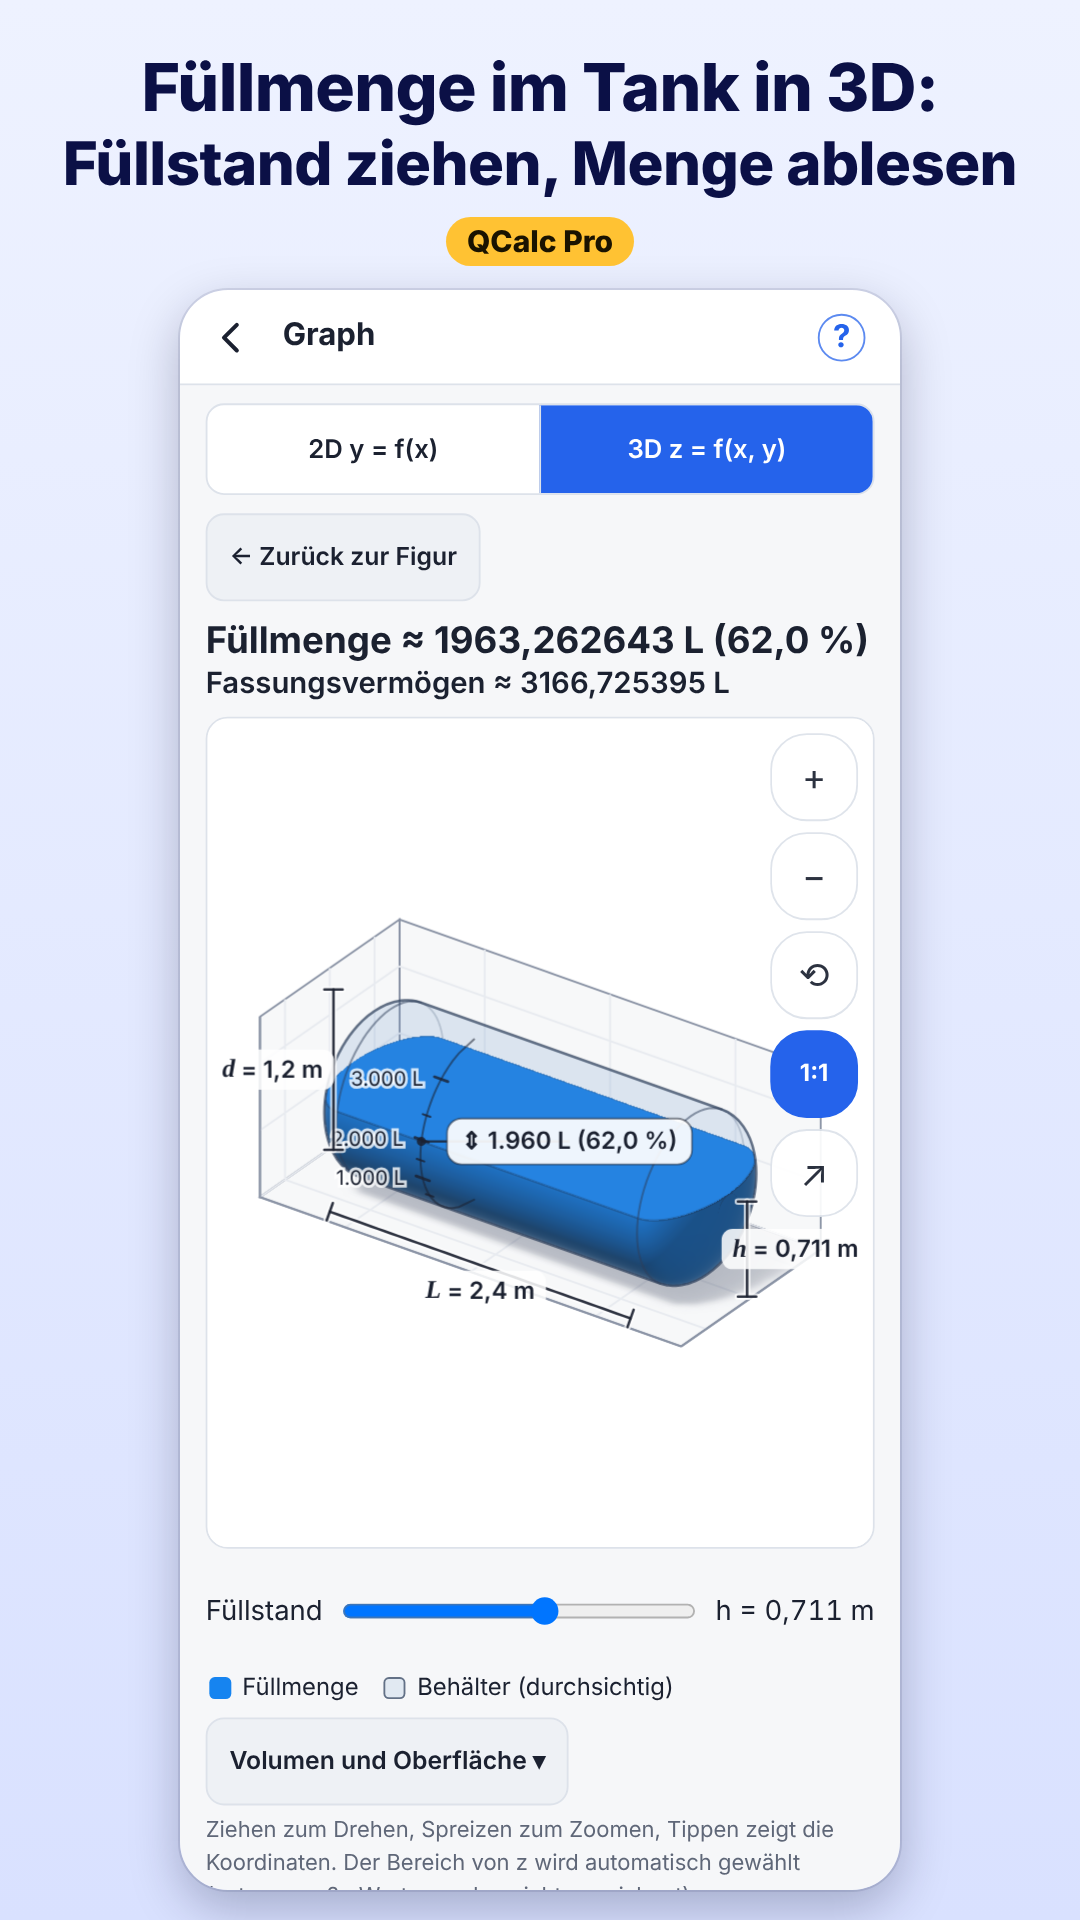 Füllmenge im Tank in 3D:
Füllstand ziehen, Menge ablesen
QCalc Pro
Graph
?
2D y = f(x)
3D z = f(x, y)
← Zurück zur Figur
Füllmenge ≈ 1963,262643 L (62,0 %)
Fassungsvermögen ≈ 3166,725395 L
+
−
⟲
1:1
↗
d = 1,2 m
3.000 L
2.000 L
⇕ 1.960 L (62,0 %)
1.000 L
h = 0,711 m
L = 2,4 m
Füllstand
h = 0,711 m
Füllmenge
Behälter (durchsichtig)
Volumen und Oberfläche ▾
Ziehen zum Drehen, Spreizen zum Zoomen, Tippen zeigt die
Koordinaten. Der Bereich von z wird automatisch gewählt